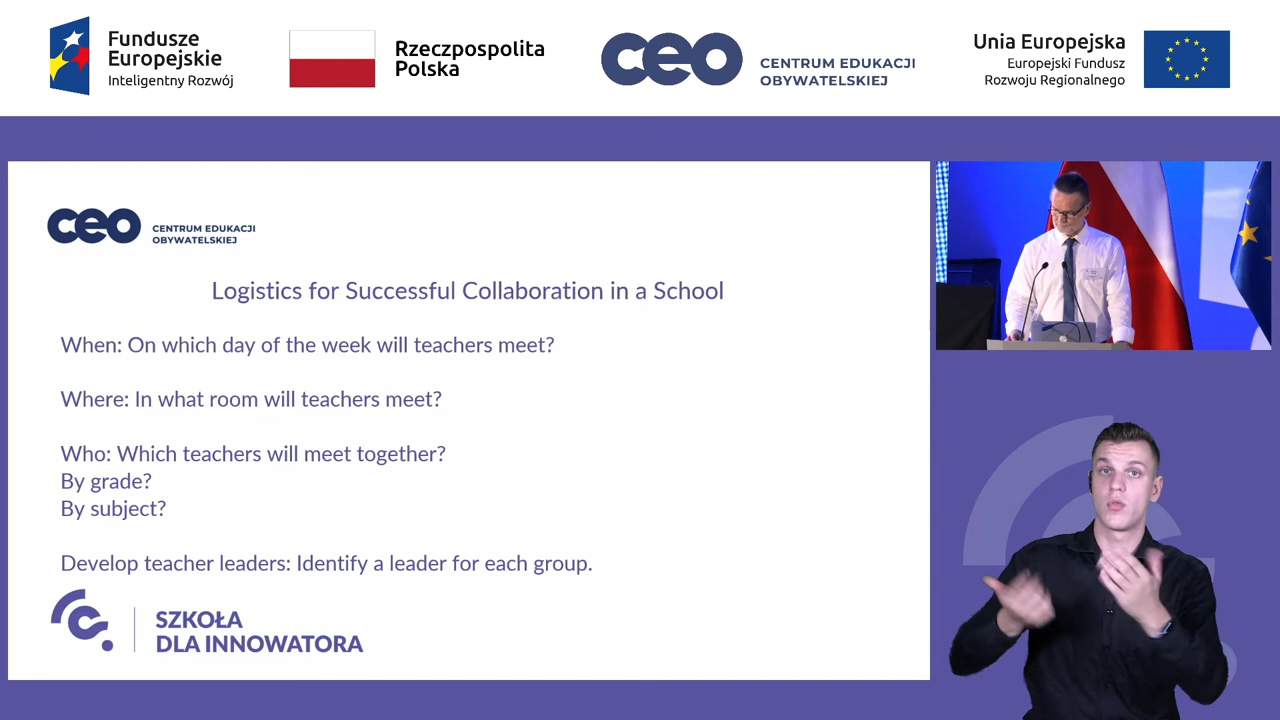 Fundusze
Europejskie
Inteligentny Rozwój
Rzeczpospolita
Polska
ceo
CENTRUM EDUKACJI
OBYWATELSKIEJ
Unia Europejska
Europejski Fundusz
Rozwoju Regionalnego
ceo
CENTRUM EDUKACJI
OBYWATELSKIEJ
Logistics for Successful Collaboration in a School
When: On which day of the week will teachers meet?
Where: In what room will teachers meet?
Who: Which teachers will meet together?
By grade?
By subject?
Develop teacher leaders: Identify a leader for each group.
SZKOŁA
DLA INNOWATORA